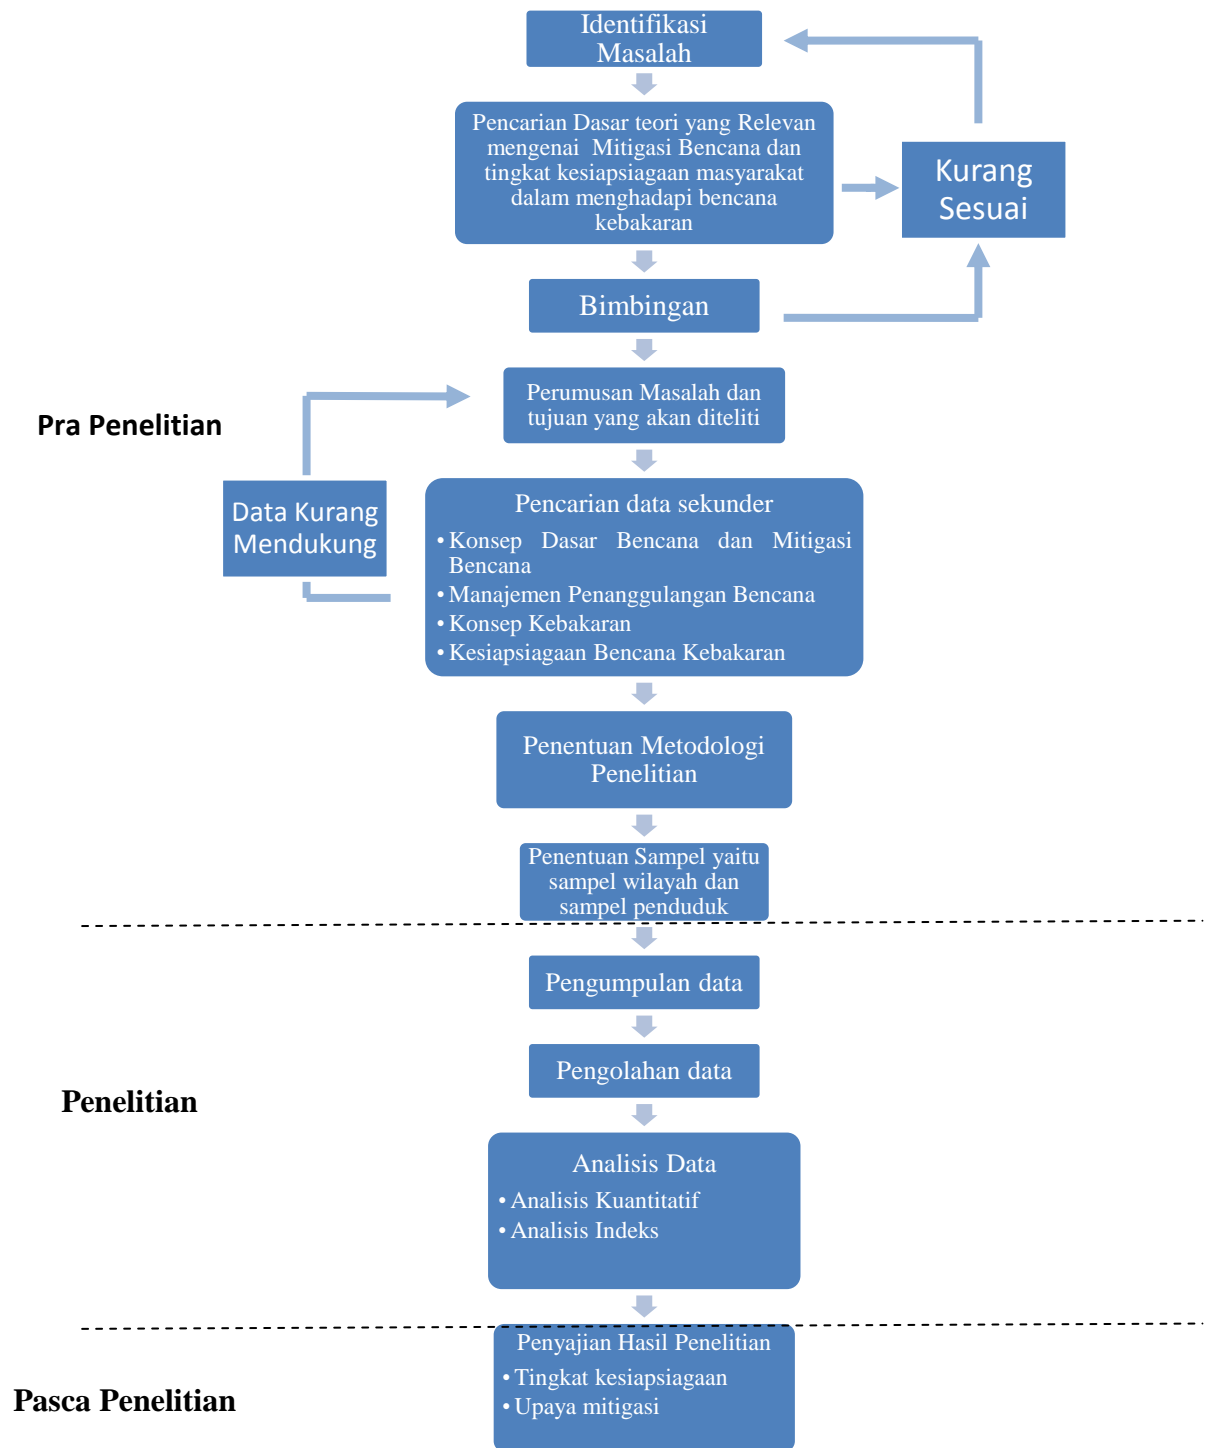 Identifikasi
Masalah
Pencarian Dasar teori yang Relevan
mengenai Mitigasi Bencana dan
tingkat kesiapsiagaan masyarakat
dalam menghadapi bencana
kebakaran
Kurang
Sesuai
Bimbingan
Perumusan Masalah dan
tujuan yang akan diteliti
Pra Penelitian
Data Kurang
Mendukung
Pencarian data sekunder
• Konsep Dasar Bencana dan Mitigasi
Bencana
• Manajemen Penanggulangan Bencana
• Konsep Kebakaran
• Kesiapsiagaan Bencana Kebakaran
Penentuan Metodologi
Penelitian
Penentuan Sampel yaitu
sampel wilayah dan
sampel penduduk
Pengumpulan data
Pengolahan data
Penelitian
Analisis Data
• Analisis Kuantitatif
• Analisis Indeks
Penyajian Hasil Penelitian
• Tingkat kesiapsiagaan
• Upaya mitigasi
Pasca Penelitian